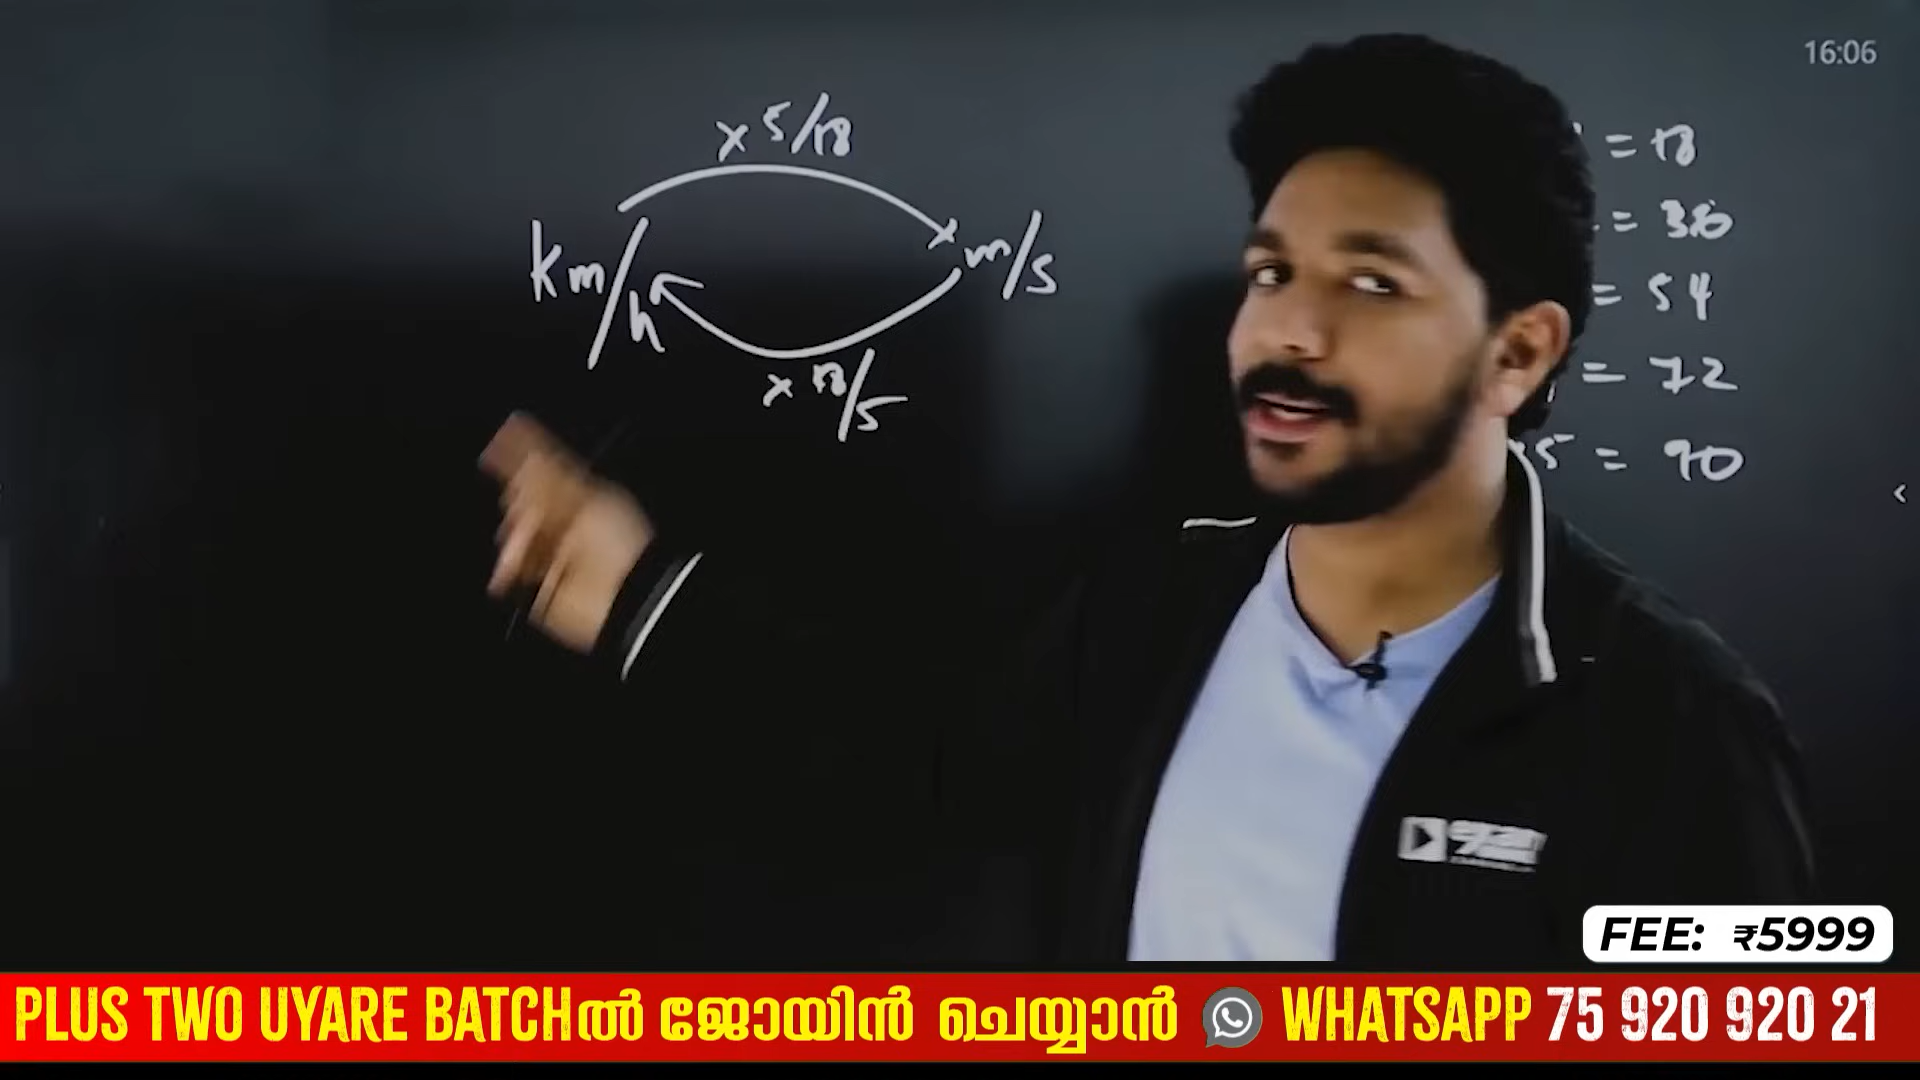 16:06
x 5/18
km/h
m/s
x 18/5
= 18
= 36
= 54
= 72
5 = 90
FEE: ₹5999
PLUS TWO UYARE BATCHൽ ജോയിൻ ചെയ്യാൻ WHATSAPP 75 920 920 21